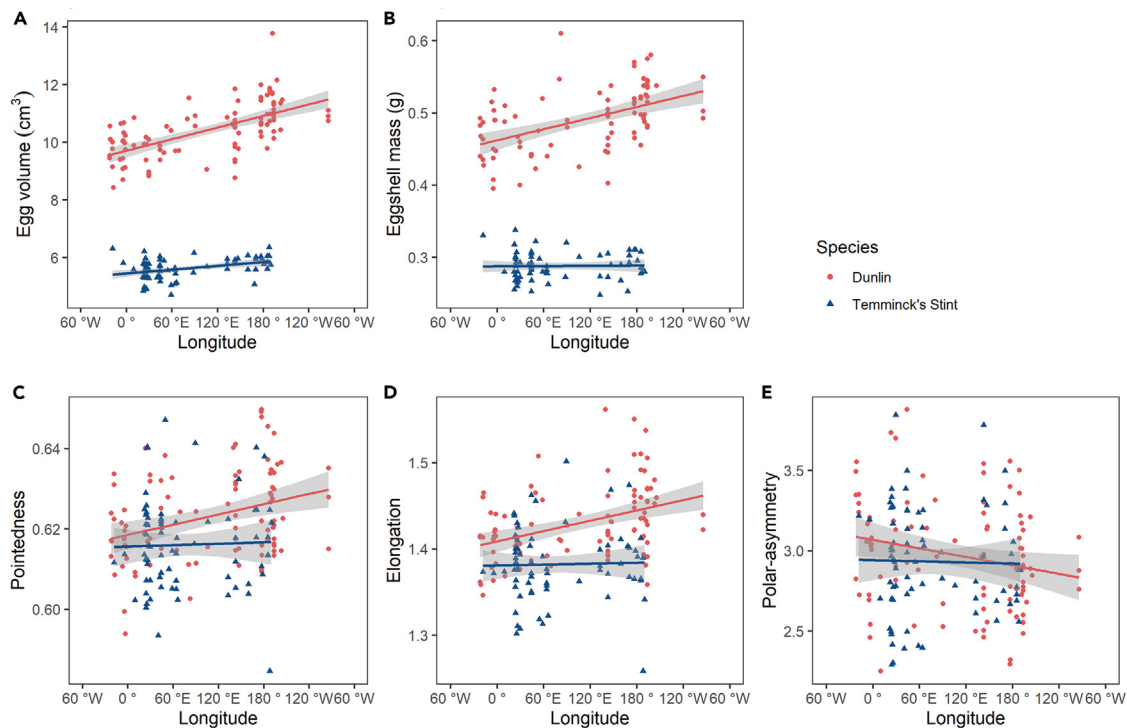 A
B
14
12
10
8
6
Egg volume (cm³)
60 °W 0 ° 60 °E 120 °E 180 °W 120 °W 60 °W
Longitude
0.6
0.5
0.4
0.3
0.2
Eggshell mass (g)
60 °W 0 ° 60 °E 120 °E 180 °W 120 °W 60 °W
Longitude
Species
Dunlin
Temminck's Stint
C
D
E
0.64
0.62
0.60
Pointedness
60 °W 0 ° 60 °E 120 °E 180 °W 120 °W 60 °W
Longitude
1.5
1.4
1.3
Elongation
60 °W 0 ° 60 °E 120 °E 180 °W 120 °W 60 °W
Longitude
3.5
3.0
2.5
Polar-asymmetry
60 °W 0 ° 60 °E 120 °E 180 °W 120 °W 60 °W
Longitude